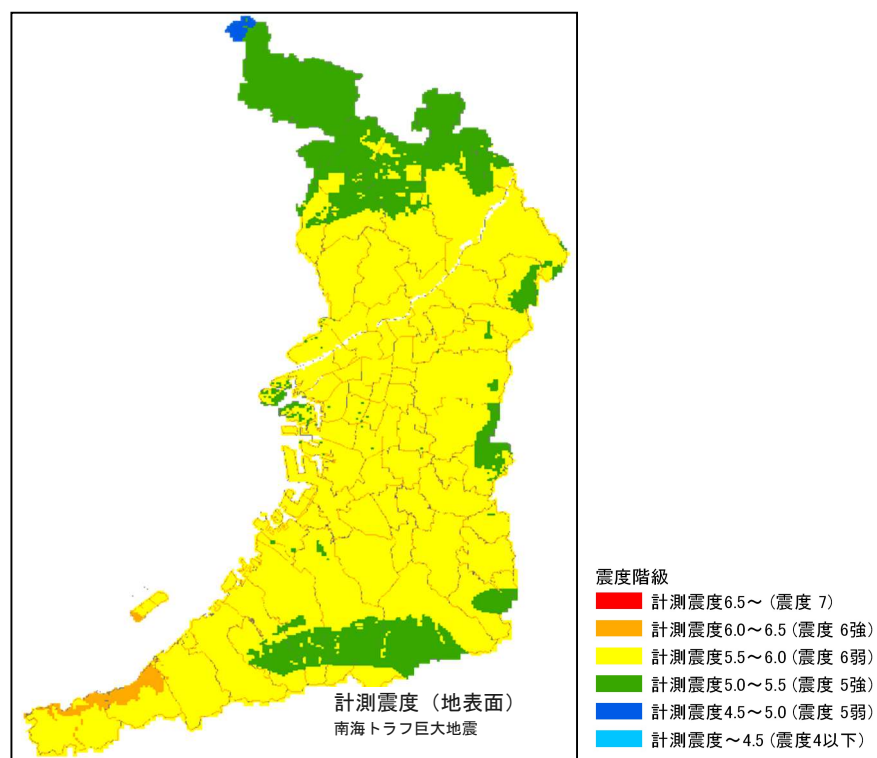 計測震度（地表面）
南海トラフ巨大地震
震度階級
計測震度6.5～ (震度 7)
計測震度6.0～6.5 (震度 6強)
計測震度5.5～6.0 (震度 6弱)
計測震度5.0～5.5 (震度 5強)
計測震度4.5～5.0 (震度 5弱)
計測震度～4.5 (震度4以下)